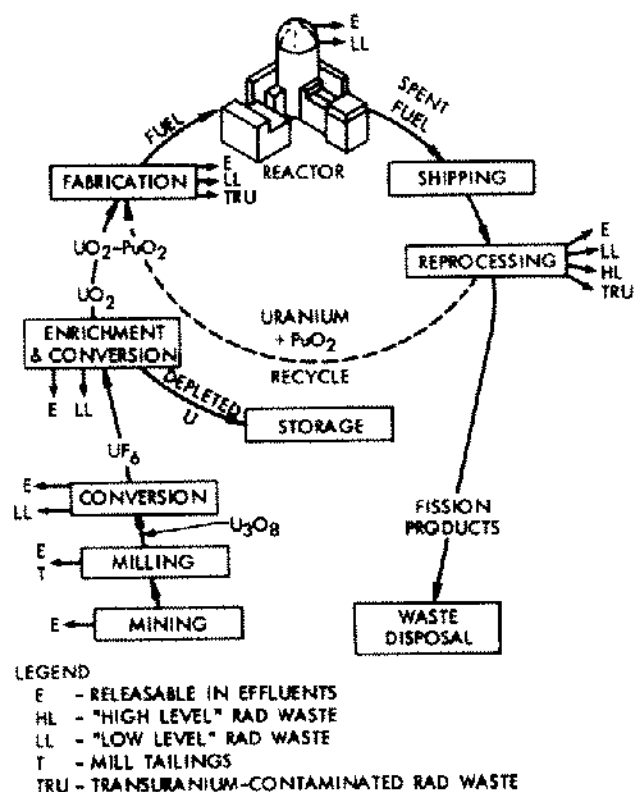 E
LL
FUEL
SPENT
FUEL
REACTOR
FABRICATION
E
LL
TRU
SHIPPING
UO₂-PuO₂
REPROCESSING
E
LL
HL
TRU
UO₂
URANIUM
+ PuO₂
RECYCLE
ENRICHMENT
& CONVERSION
E LL
DEPLETED
U
STORAGE
UF₆
E
LL
CONVERSION
U₃O₈
FISSION
PRODUCTS
E
T
MILLING
E
MINING
WASTE
DISPOSAL
LEGEND
E - RELEASABLE IN EFFLUENTS
HL - "HIGH LEVEL" RAD WASTE
LL - "LOW LEVEL" RAD WASTE
T - MILL TAILINGS
TRU - TRANSURANIUM-CONTAMINATED RAD WASTE